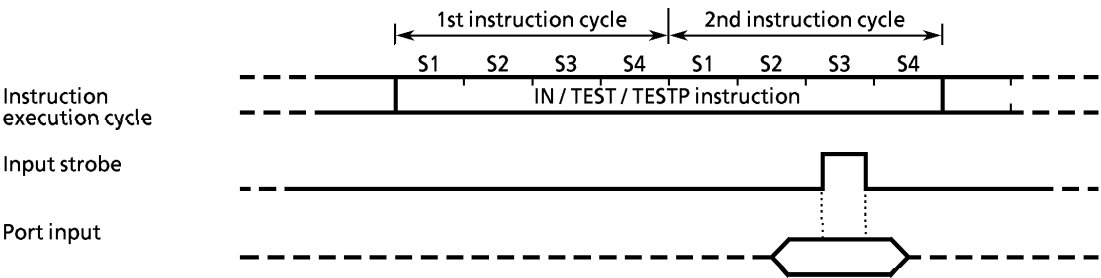 1st instruction cycle 2nd instruction cycle
S1 S2 S3 S4 S1 S2 S3 S4
Instruction
execution cycle
IN / TEST / TESTP instruction
Input strobe
Port input